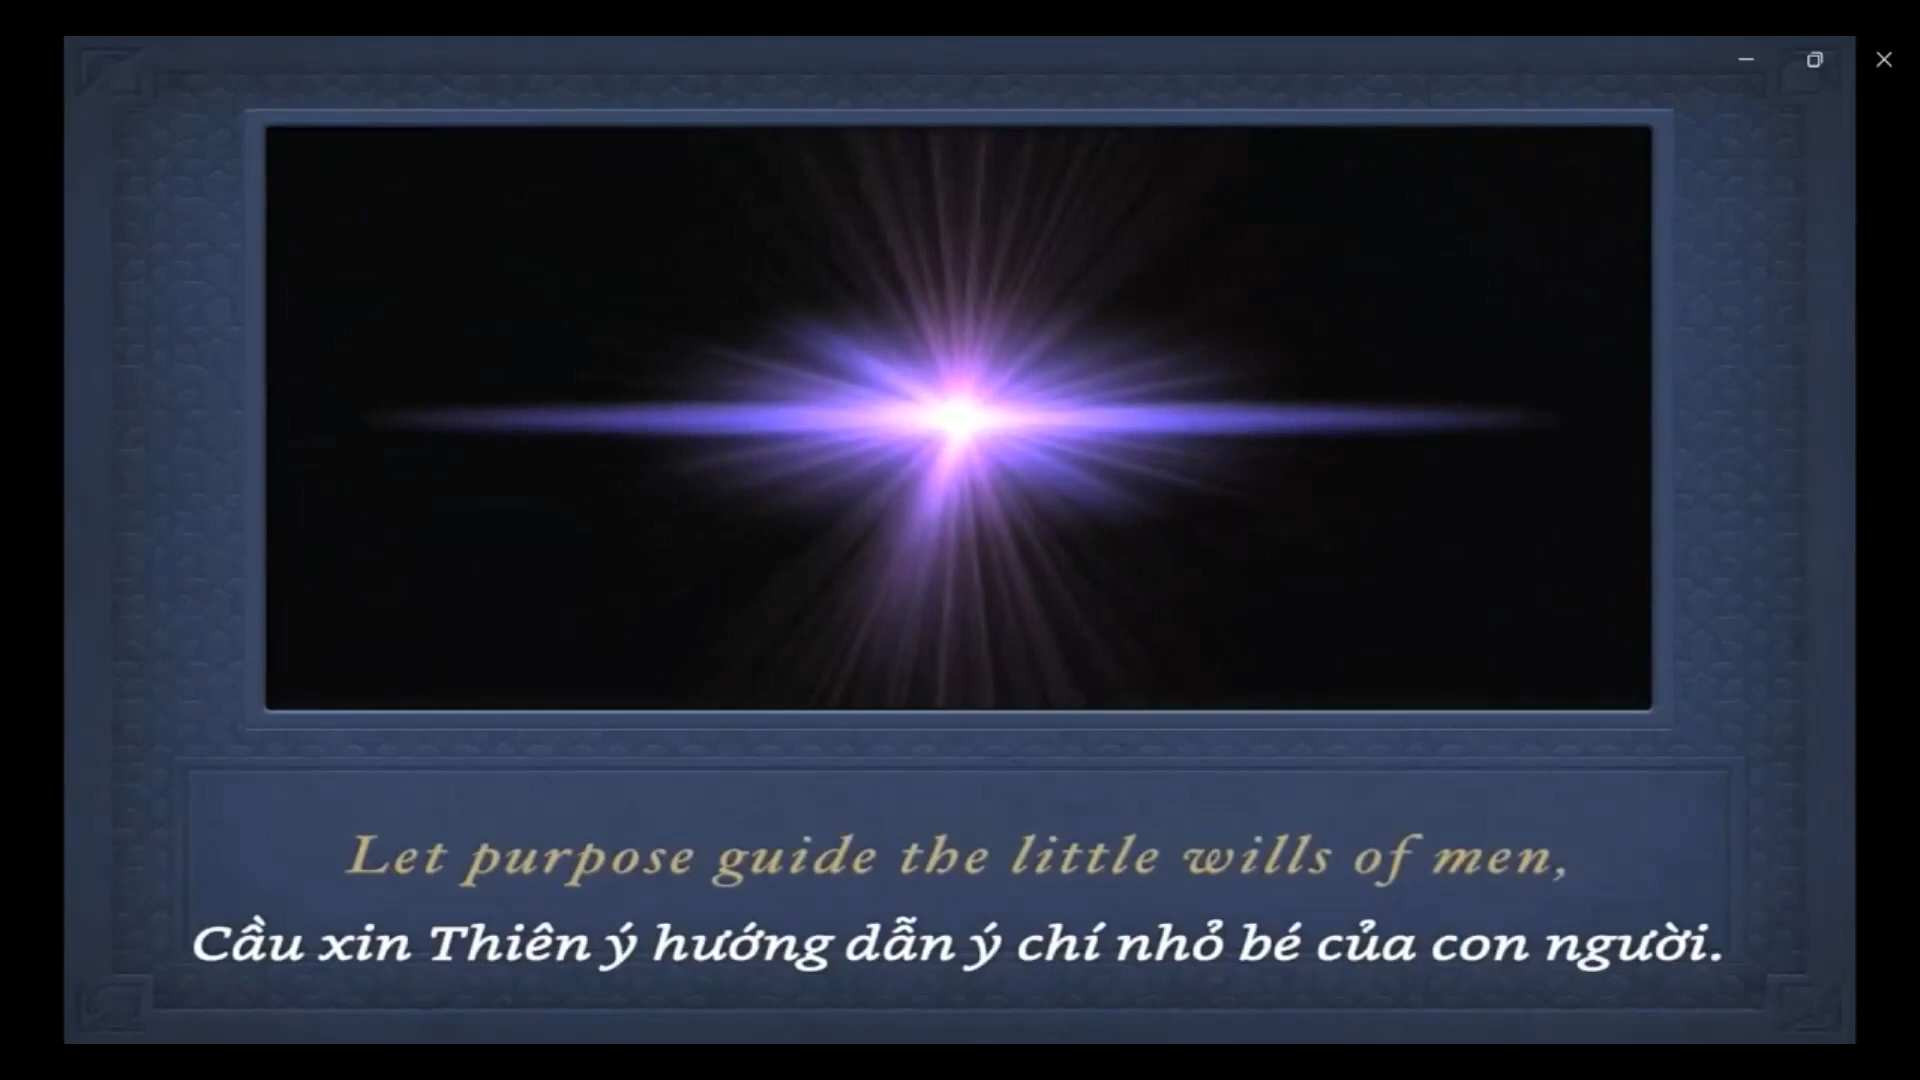 Let purpose guide the little wills of men,
Cầu xin Thiên ý hướng dẫn ý chí nhỏ bé của con người.